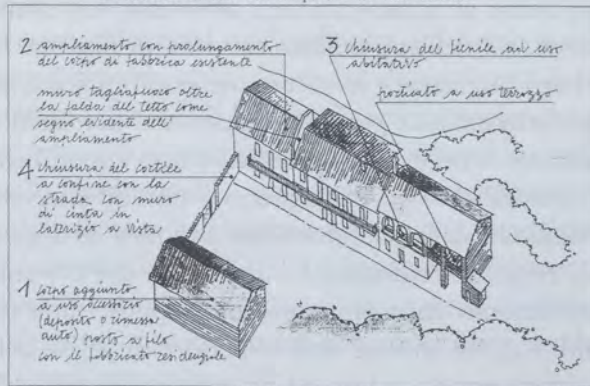 2 ampliamento con prolungamento
del corpo di fabbrica esistente
muro tagliafuoco oltre
la falda del tetto come
segno evidente dell'
ampliamento
4 chiusura del cortile
a confine con la
strada con muro
di cinta in
laterizio a vista
1 corpo aggiunto
a uso accessorio
(deposito o rimessa
auto) posto a filo
con il fabbricato residenziale
3 chiusura del fienile ad uso
abitativo
porticato a uso terrazzo